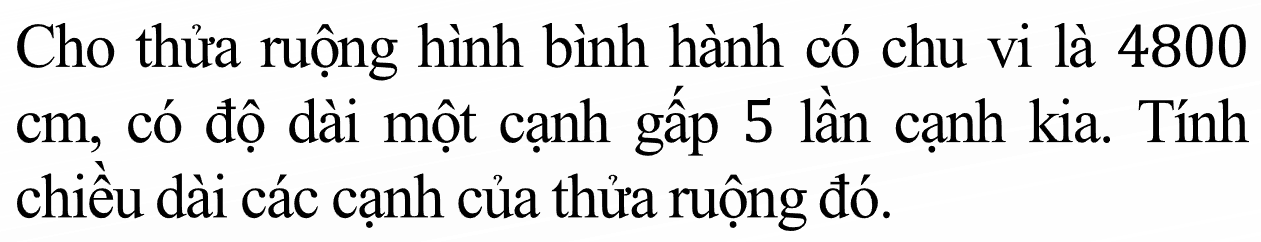 Cho thửa ruộng hình bình hành có chu vi là 4800
cm, có độ dài một cạnh gấp 5 lần cạnh kia. Tính
chiều dài các cạnh của thửa ruộng đó.